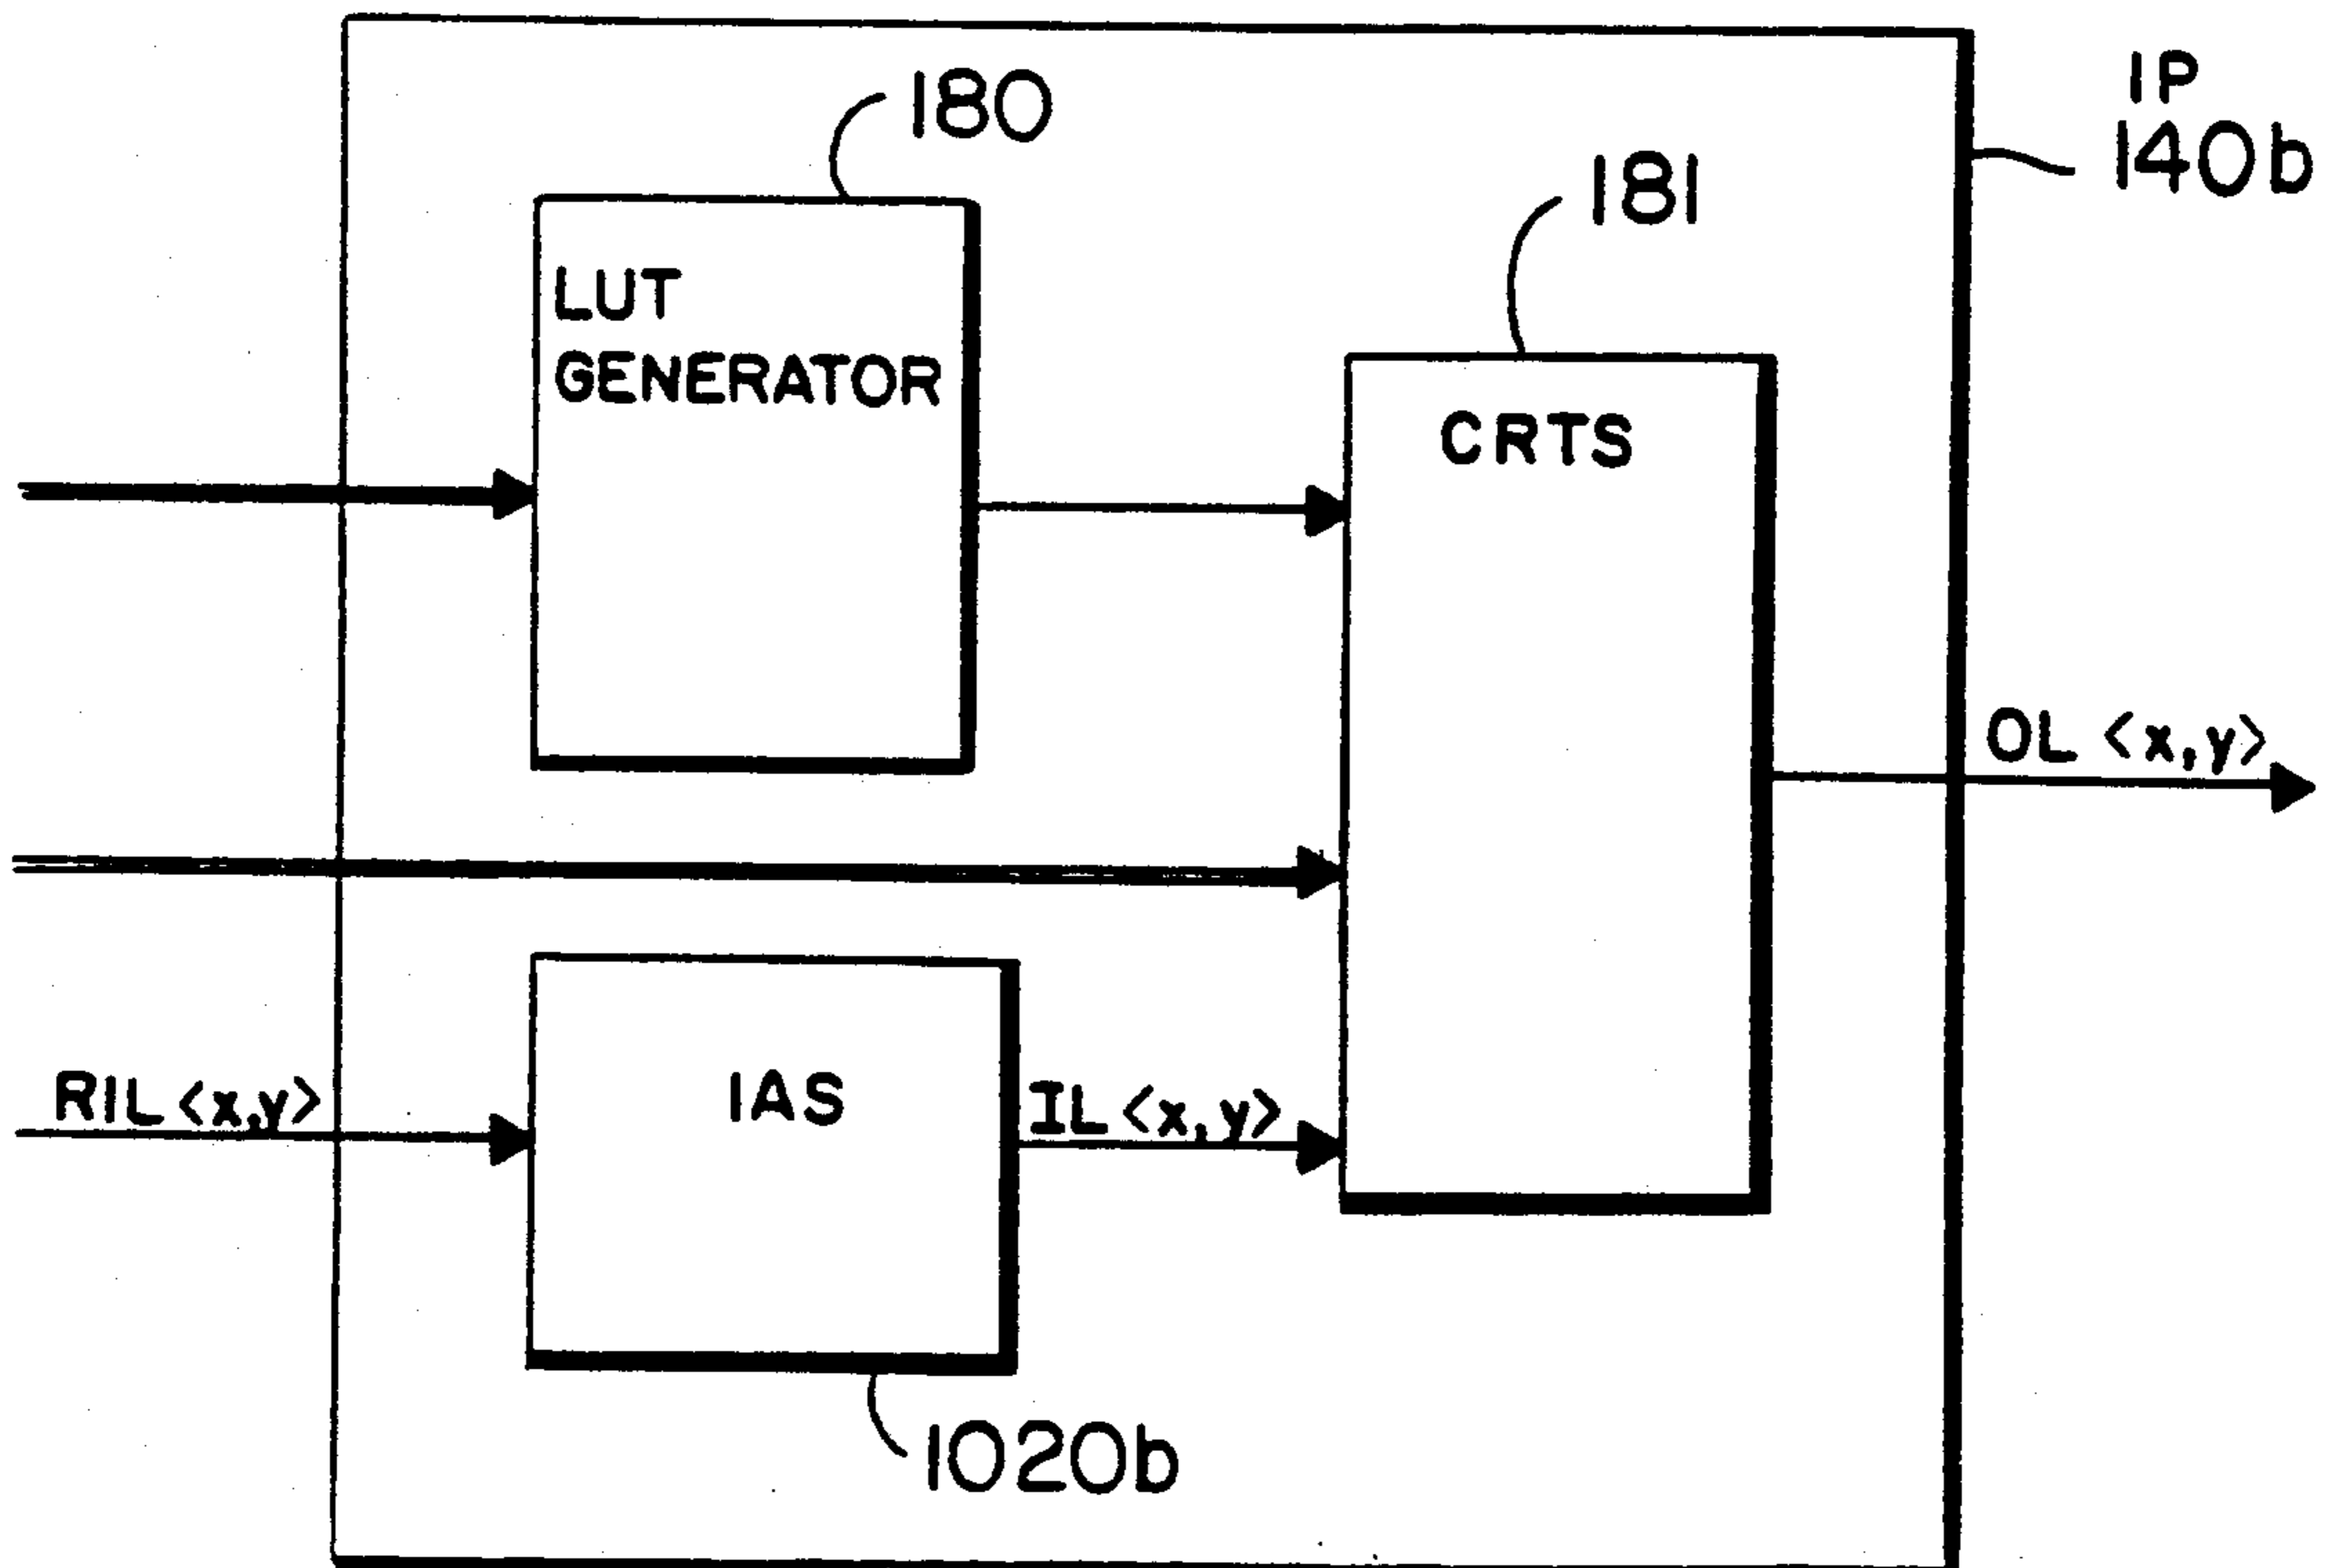 IP
180
140b
181
LUT
GENERATOR
CRTS
OL <x,y>
RIL <x,y>
IAS
IL <x,y>
1020b